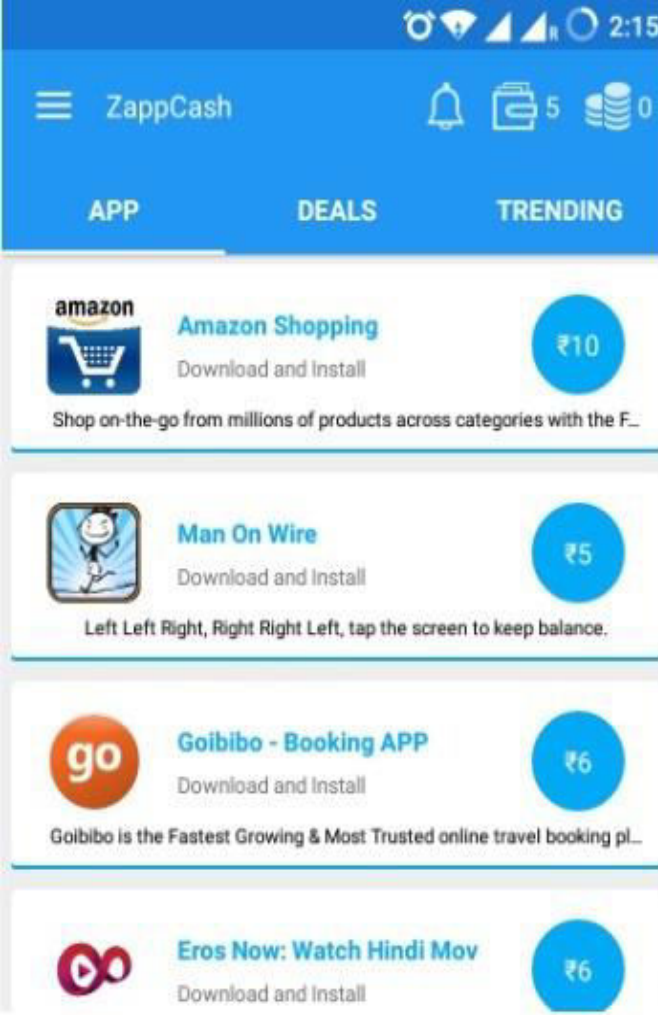 R 2:15
ZappCash 5 0
APP DEALS TRENDING
amazon
Amazon Shopping
₹10
Download and Install
Shop on-the-go from millions of products across categories with the F...
Man On Wire
₹5
Download and Install
Left Left Right, Right Right Left, tap the screen to keep balance.
go
Goibibo - Booking APP
₹6
Download and Install
Goibibo is the Fastest Growing & Most Trusted online travel booking pl...
Eros Now: Watch Hindi Mov
₹6
Download and Install